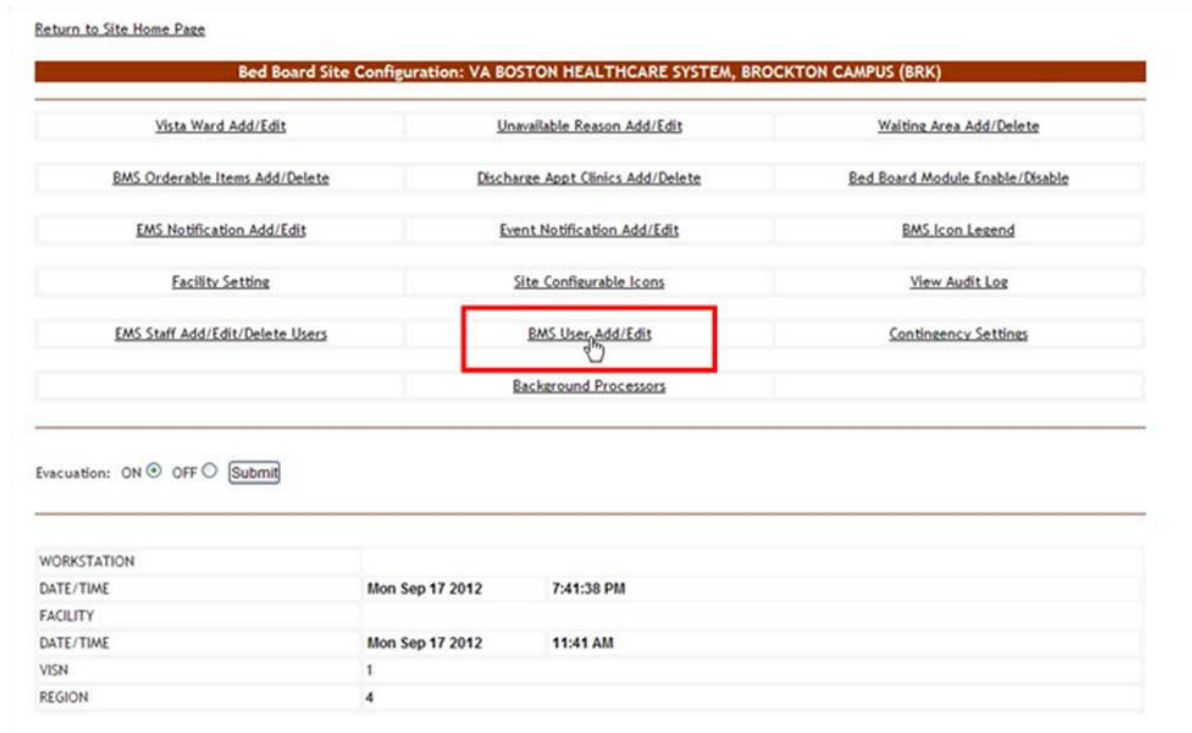 Return to Site Home Page
Bed Board Site Configuration: VA BOSTON HEALTHCARE SYSTEM, BROCKTON CAMPUS (BRK)
Vista Ward Add/Edit Unavailable Reason Add/Edit Waiting Area Add/Delete
BMS Orderable Items Add/Delete Discharge Appt Clinics Add/Delete Bed Board Module Enable/Disable
EMS Notification Add/Edit Event Notification Add/Edit BMS Icon Legend
Facility Setting Site Configurable Icons View Audit Log
EMS Staff Add/Edit/Delete Users BMS User Add/Edit Contingency Settings
Background Processors
Evacuation: ON OFF Submit
WORKSTATION
DATE/TIME Mon Sep 17 2012 7:41:38 PM
FACILITY
DATE/TIME Mon Sep 17 2012 11:41 AM
VISN 1
REGION 4